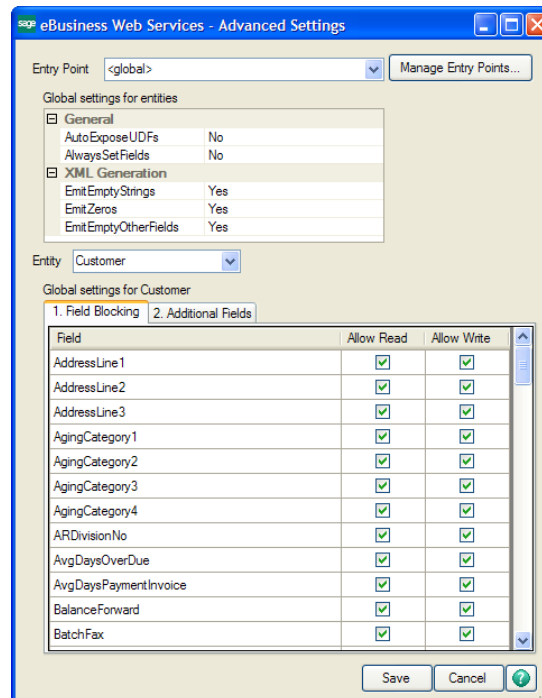 sage eBusiness Web Services - Advanced Settings
Entry Point <global> Manage Entry Points...
Global settings for entities
General
AutoExposeUDFs No
AlwaysSetFields No
XML Generation
EmitEmptyStrings Yes
EmitZeros Yes
EmitEmptyOtherFields Yes
Entity Customer
Global settings for Customer
1. Field Blocking 2. Additional Fields
Field Allow Read Allow Write
AddressLine1
AddressLine2
AddressLine3
AgingCategory1
AgingCategory2
AgingCategory3
AgingCategory4
ARDivisionNo
AvgDaysOverDue
AvgDaysPaymentInvoice
BalanceForward
BatchFax
Save Cancel ?